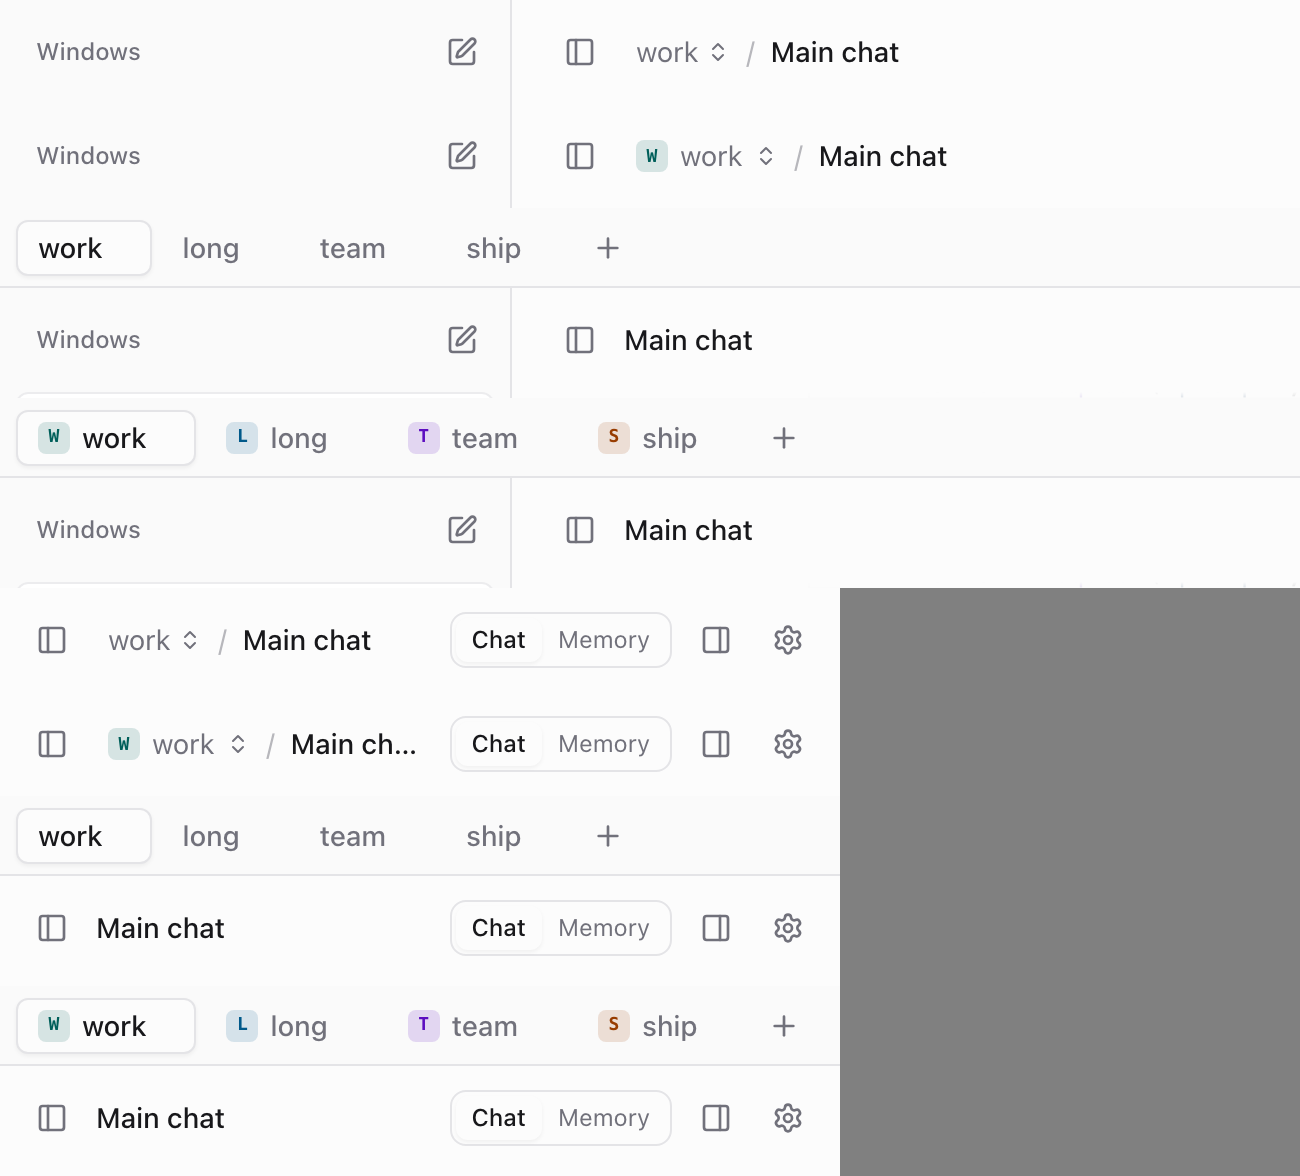 Windows work / Main chat
Windows W work / Main chat
work long team ship +
Windows Main chat
W work L long T team S ship +
Windows Main chat
work / Main chat Chat Memory
W work / Main ch... Chat Memory
work long team ship +
Main chat Chat Memory
W work L long T team S ship +
Main chat Chat Memory